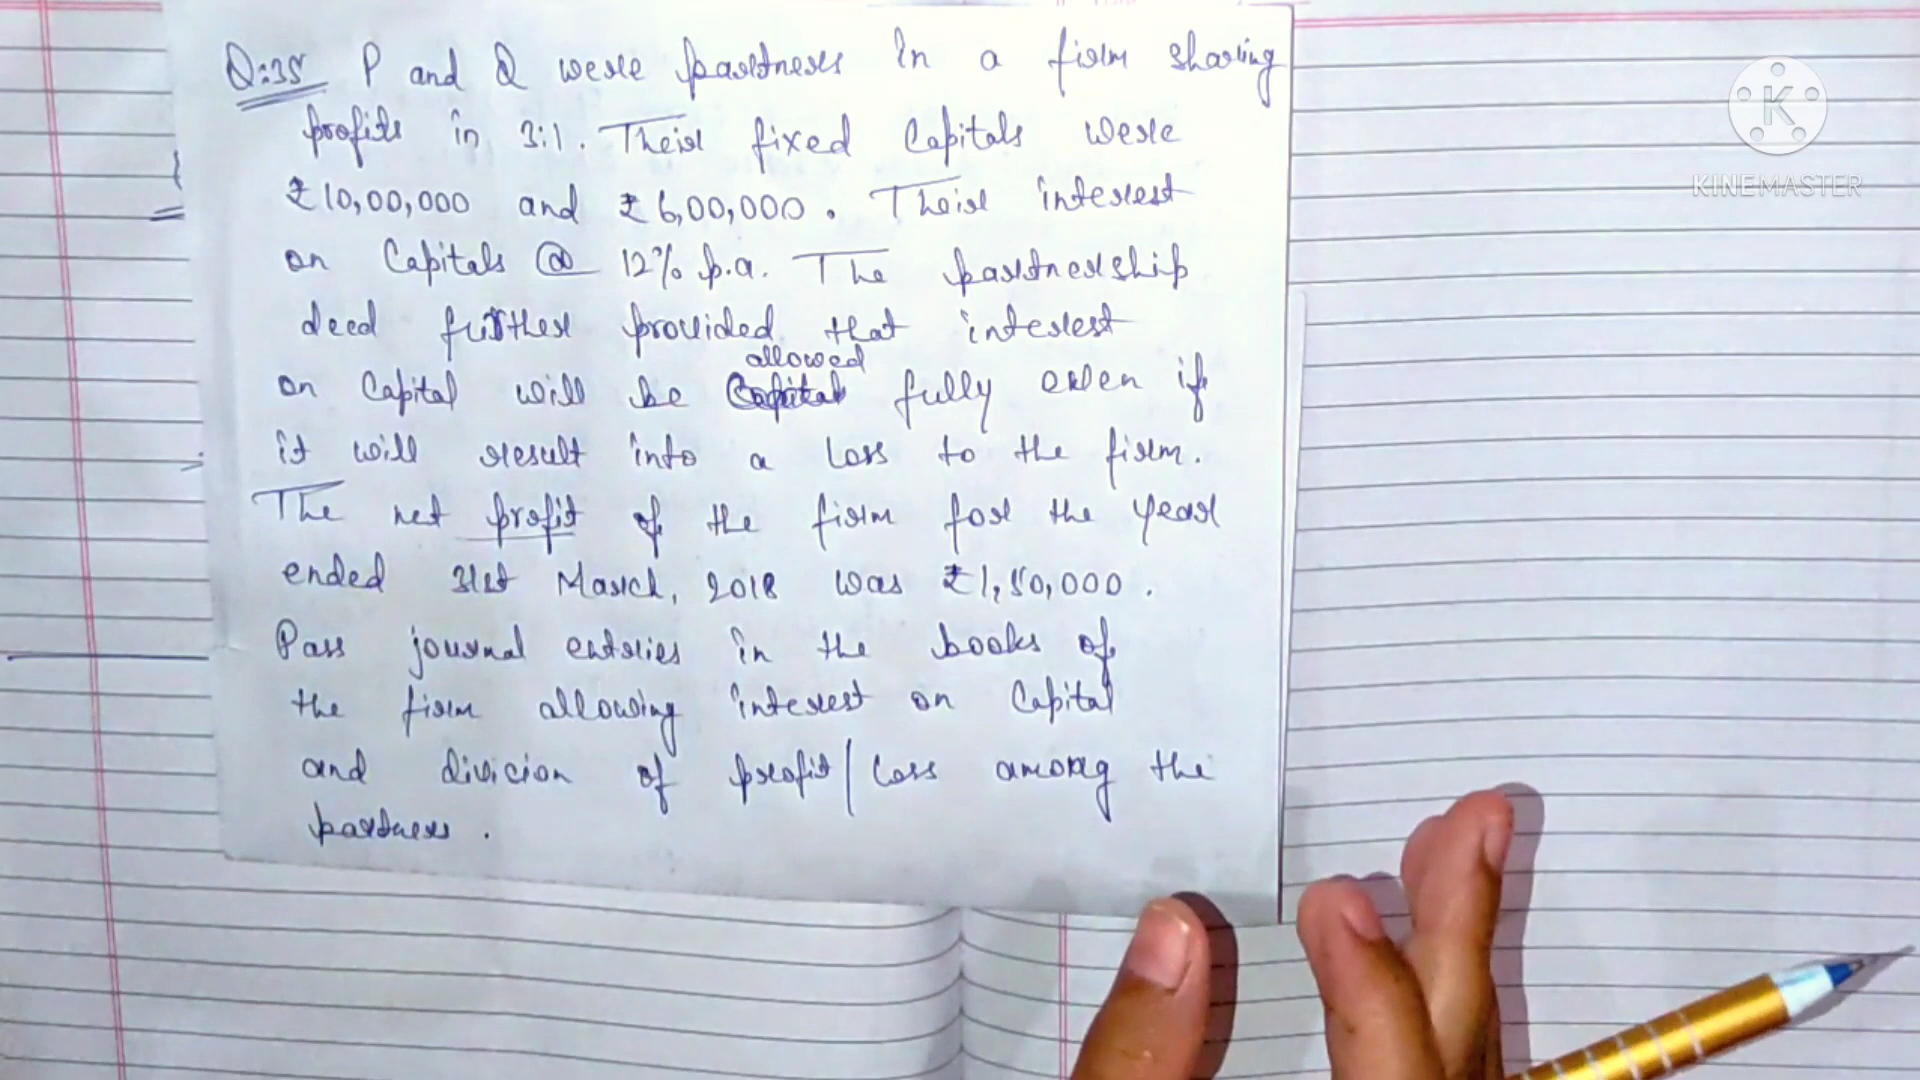 Q:35 P and Q were partners in a firm sharing
profits in 3:1. Their fixed Capitals were
₹10,00,000 and ₹6,00,000. Their interest
on Capitals @ 12% p.a. The partnership
deed further provided that interest
allowed
on Capital will be Capital fully even if
it will result into a loss to the firm.
The net profit of the firm for the year
ended 31st March, 2018 was ₹1,50,000.
Pass journal entries in the books of
the firm allowing interest on Capital
and divicion of profit/loss among the
partners.
K
KINEMASTER